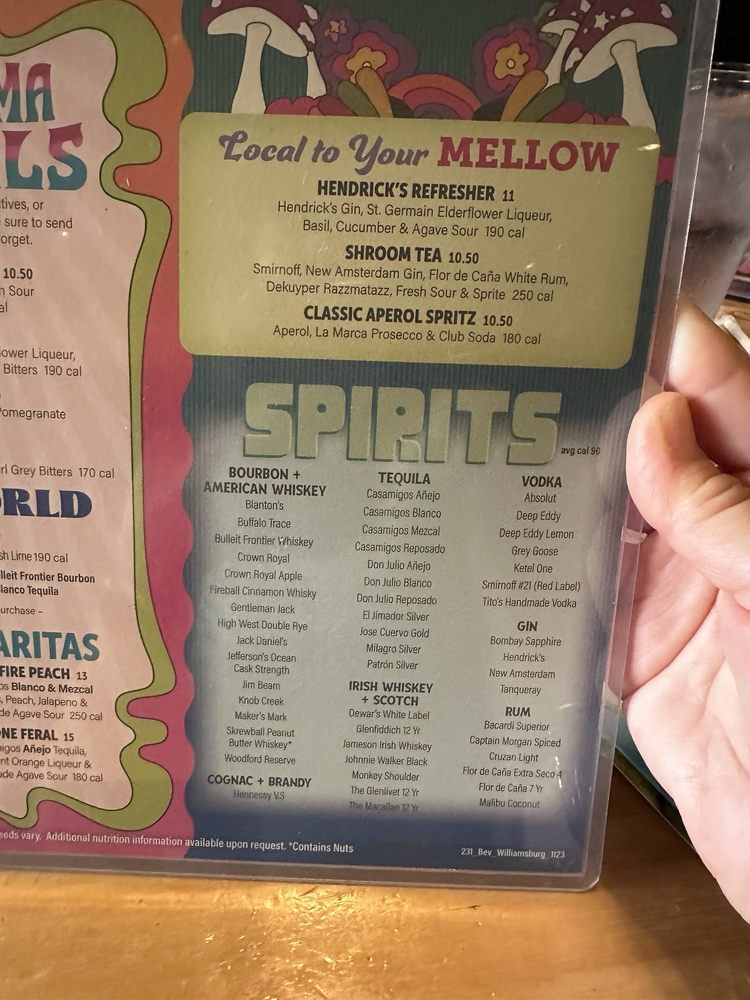 MA
LS
tives, or
sure to send
orget.
10.50
n Sour
al
ower Liqueur,
Bitters 190 cal
Pomegranate
rl Grey Bitters 170 cal
RLD
sh Lime 190 cal
lleit Frontier Bourbon
lanco Tequila
urchase –
ARITAS
FIRE PEACH 13
os Blanco & Mezcal
, Peach, Jalapeno &
de Agave Sour 250 cal
NE FERAL 15
migos Añejo Tequila,
nt Orange Liqueur &
ude Agave Sour 180 cal
Local to Your MELLOW
HENDRICK'S REFRESHER 11
Hendrick's Gin, St. Germain Elderflower Liqueur,
Basil, Cucumber & Agave Sour 190 cal
SHROOM TEA 10.50
Smirnoff, New Amsterdam Gin, Flor de Caña White Rum,
Dekuyper Razzmatazz, Fresh Sour & Sprite 250 cal
CLASSIC APEROL SPRITZ 10.50
Aperol, La Marca Prosecco & Club Soda 180 cal
SPIRITS
avg cal 90
BOURBON +
AMERICAN WHISKEY
Blanton's
Buffalo Trace
Bulleit Frontier Whiskey
Crown Royal
Crown Royal Apple
Fireball Cinnamon Whisky
Gentleman Jack
High West Double Rye
Jack Daniel's
Jefferson's Ocean
Cask Strength
Jim Beam
Knob Creek
Maker's Mark
Skrewball Peanut
Butter Whiskey*
Woodford Reserve
COGNAC + BRANDY
Hennessy V.S
TEQUILA
Casamigos Añejo
Casamigos Blanco
Casamigos Mezcal
Casamigos Reposado
Don Julio Añejo
Don Julio Blanco
Don Julio Reposado
El Jimador Silver
Jose Cuervo Gold
Milagro Silver
Patrón Silver
IRISH WHISKEY
+ SCOTCH
Dewar's White Label
Glenfiddich 12 Yr
Jameson Irish Whiskey
Johnnie Walker Black
Monkey Shoulder
The Glenlivet 12 Yr
The Macallan 12 Yr
VODKA
Absolut
Deep Eddy
Deep Eddy Lemon
Grey Goose
Ketel One
Smirnoff #21 (Red Label)
Tito's Handmade Vodka
GIN
Bombay Sapphire
Hendrick's
New Amsterdam
Tanqueray
RUM
Bacardi Superior
Captain Morgan Spiced
Cruzan Light
Flor de Caña Extra Seco 4
Flor de Caña 7 Yr
Malibu Coconut
eeds vary. Additional nutrition information available upon request. *Contains Nuts
231_Bev_Williamsburg_1123